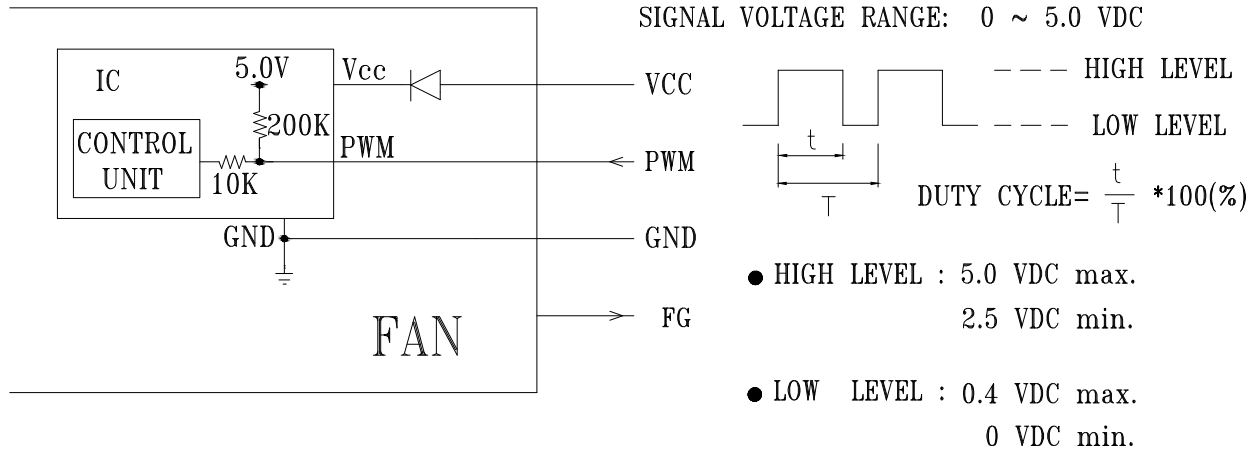 SIGNAL VOLTAGE RANGE: 0 ~ 5.0 VDC
IC
5.0V
Vcc
VCC
200K
CONTROL
UNIT
10K
PWM
PWM
GND
GND
FG
FAN
HIGH LEVEL
LOW LEVEL
t
T
DUTY CYCLE= t/T *100(%)
● HIGH LEVEL : 5.0 VDC max.
2.5 VDC min.
● LOW LEVEL : 0.4 VDC max.
0 VDC min.